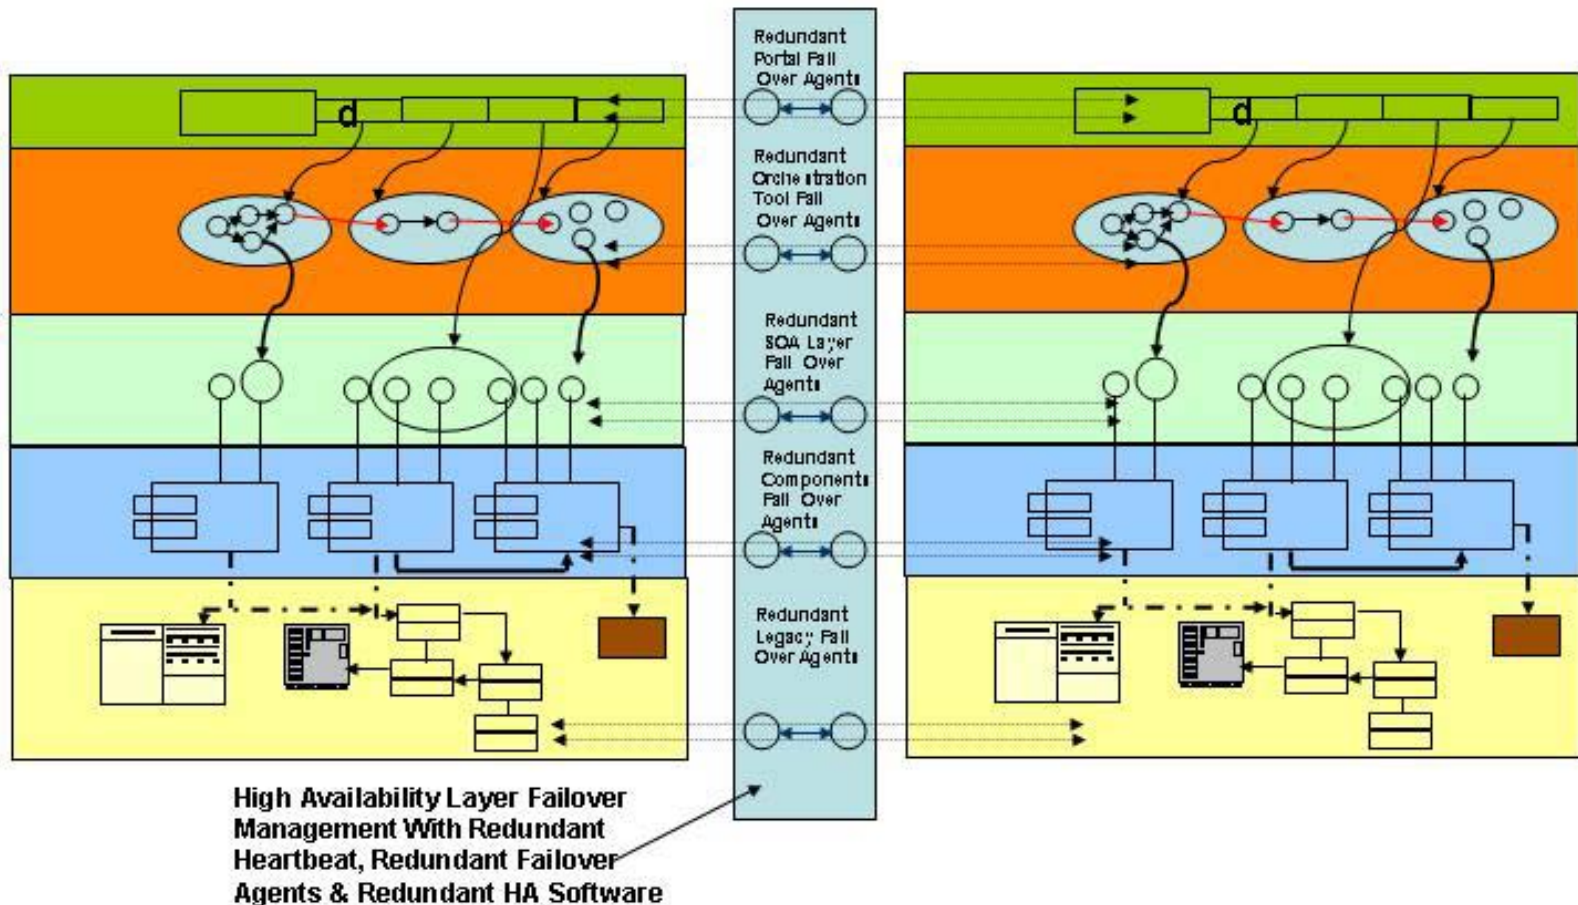 Redundant
Portal Fail
Over Agents
d
d
Redundant
Orchestration
Tool Fail
Over Agents
Redundant
SOA Layer
Fail Over
Agents
Redundant
Components
Fail Over
Agents
Redundant
Legacy Fail
Over Agents
High Availability Layer Failover
Management With Redundant
Heartbeat, Redundant Failover
Agents & Redundant HA Software